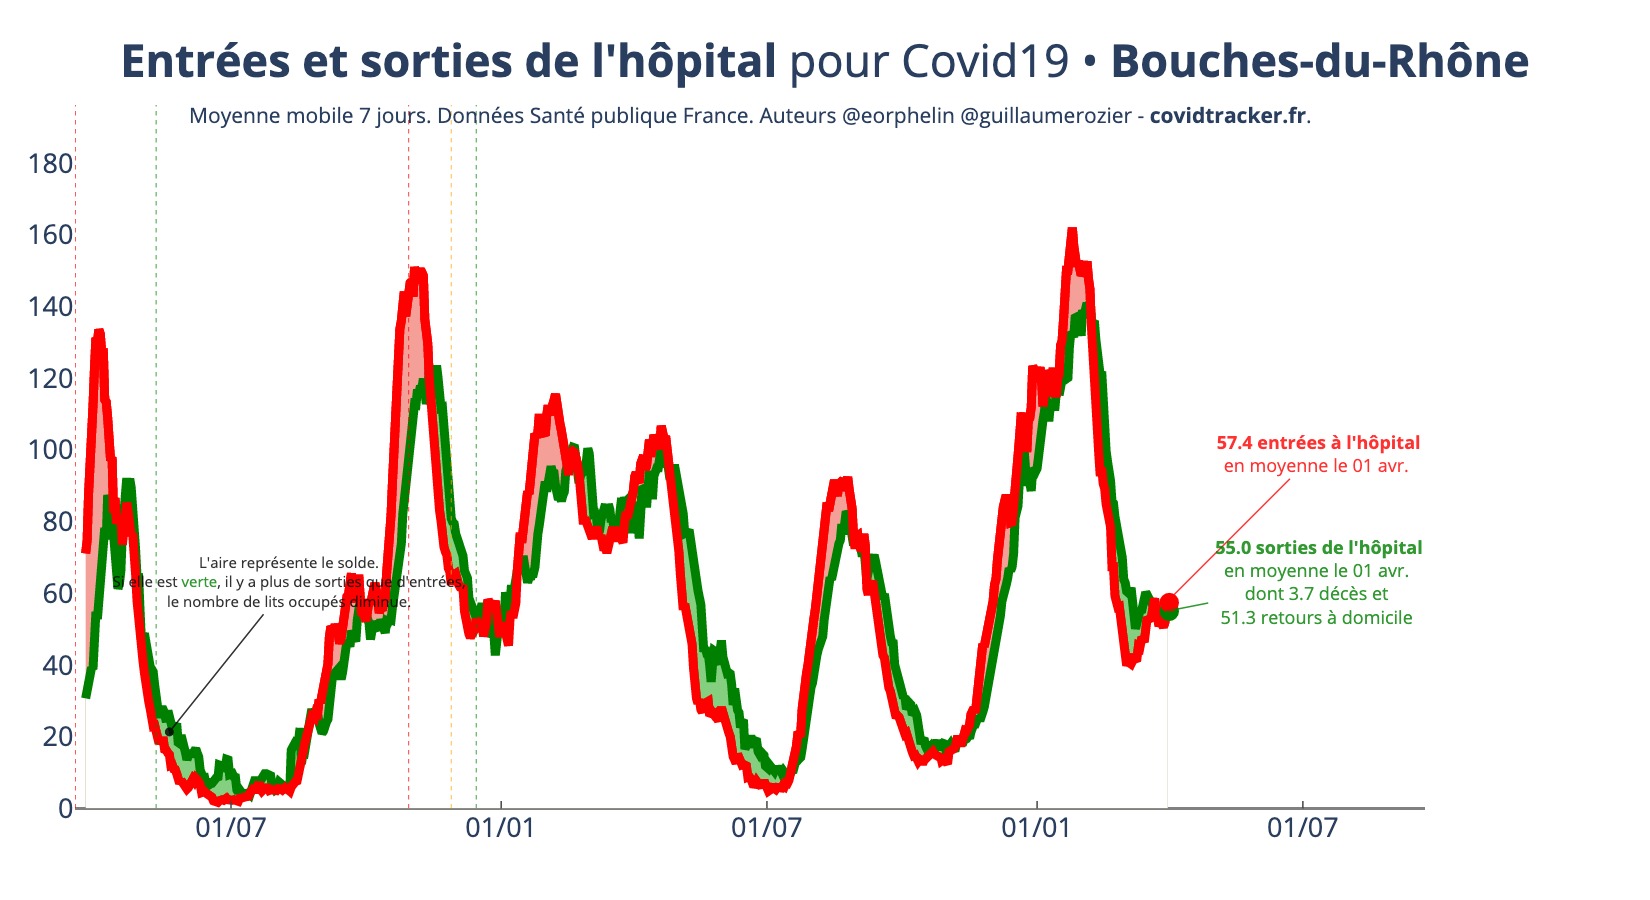 Entrées et sorties de l'hôpital pour Covid19 • Bouches-du-Rhône
Moyenne mobile 7 jours. Données Santé publique France. Auteurs @eorphelin @guillaumerozier - covidtracker.fr.
180
160
140
120
100
80
60
40
20
0
57.4 entrées à l'hôpital
en moyenne le 01 avr.
55.0 sorties de l'hôpital
en moyenne le 01 avr.
dont 3.7 décès et
51.3 retours à domicile
L'aire représente le solde.
Si elle est verte, il y a plus de sorties que d'entrées,
le nombre de lits occupés diminue.
01/07
01/01
01/07
01/01
01/07